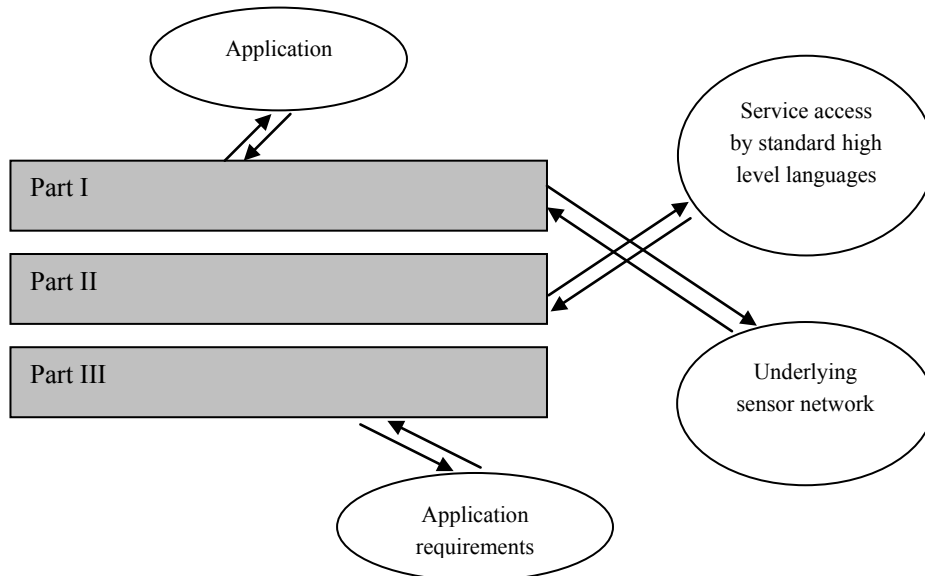 Application
Service access
by standard high
level languages
Part I
Part II
Part III
Underlying
sensor network
Application
requirements